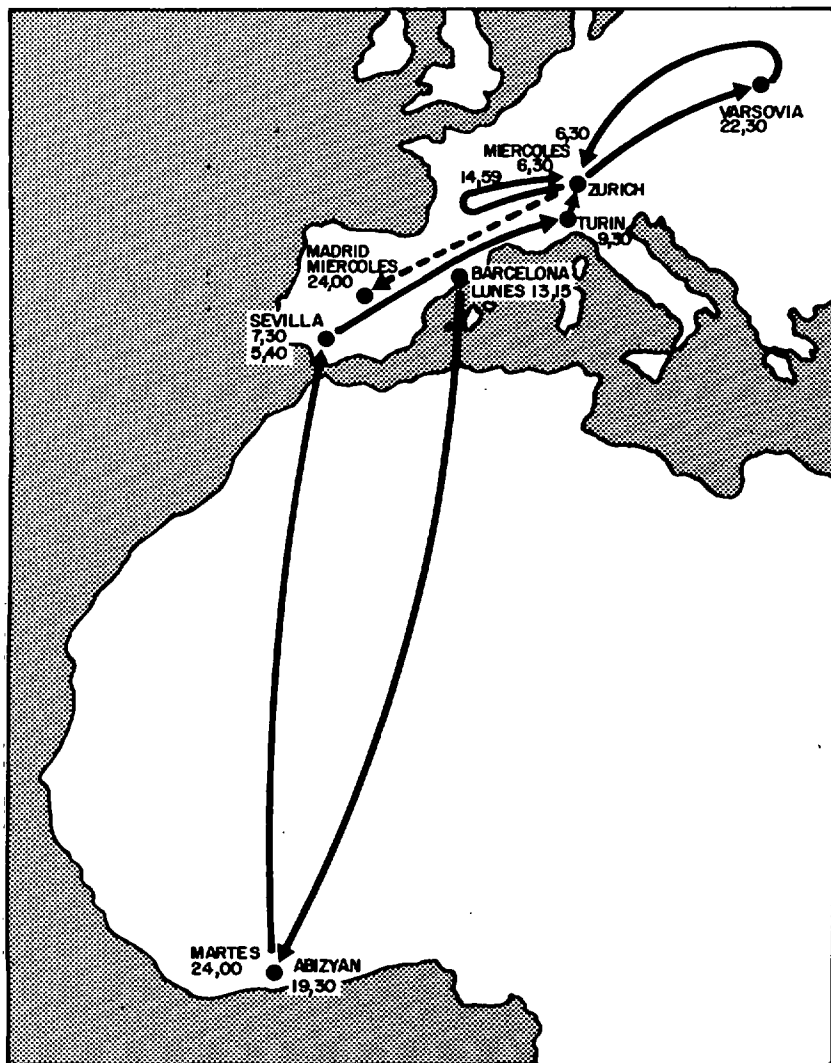 VARSOVIA
22,30
6,30
MIERCOLES
6,30
14,59
ZURICH
TURIN
9,30
MADRID
MIERCOLES
24,00
BARCELONA
LUNES 13,15
SEVILLA
7,30
5,40
MARTES
24,00
ABIZYAN
19,30